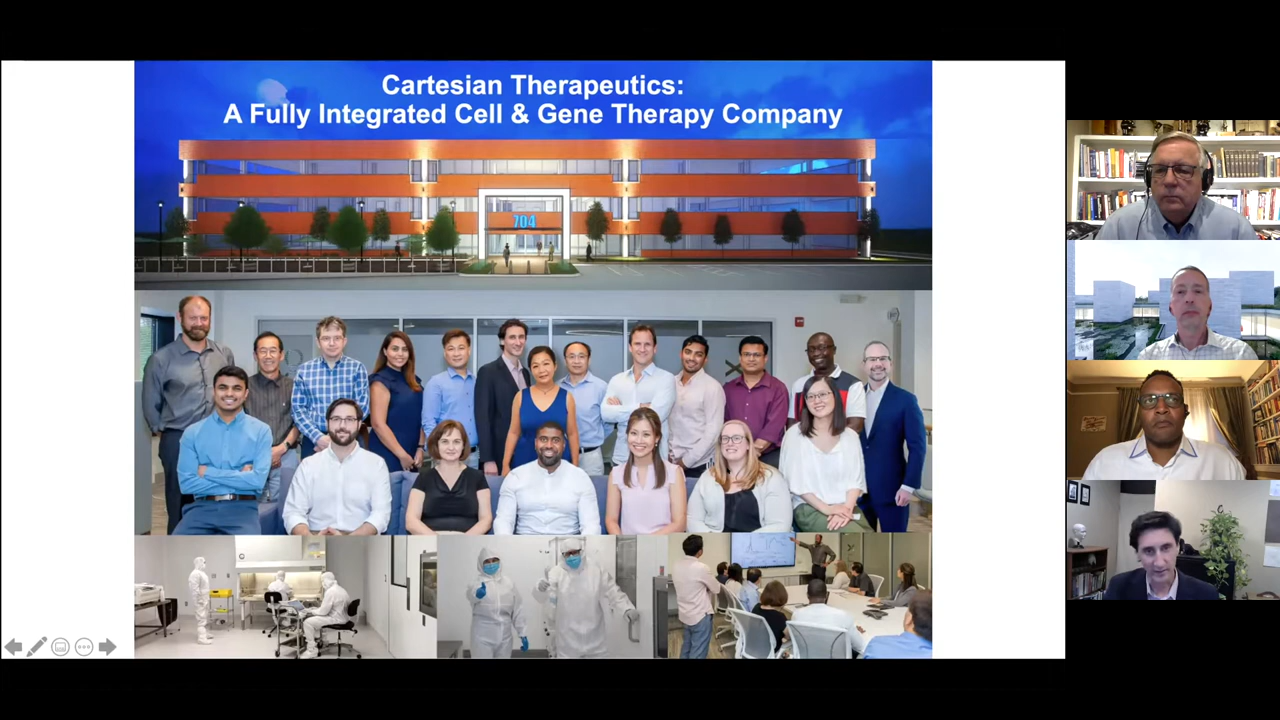 Cartesian Therapeutics:
A Fully Integrated Cell & Gene Therapy Company
704